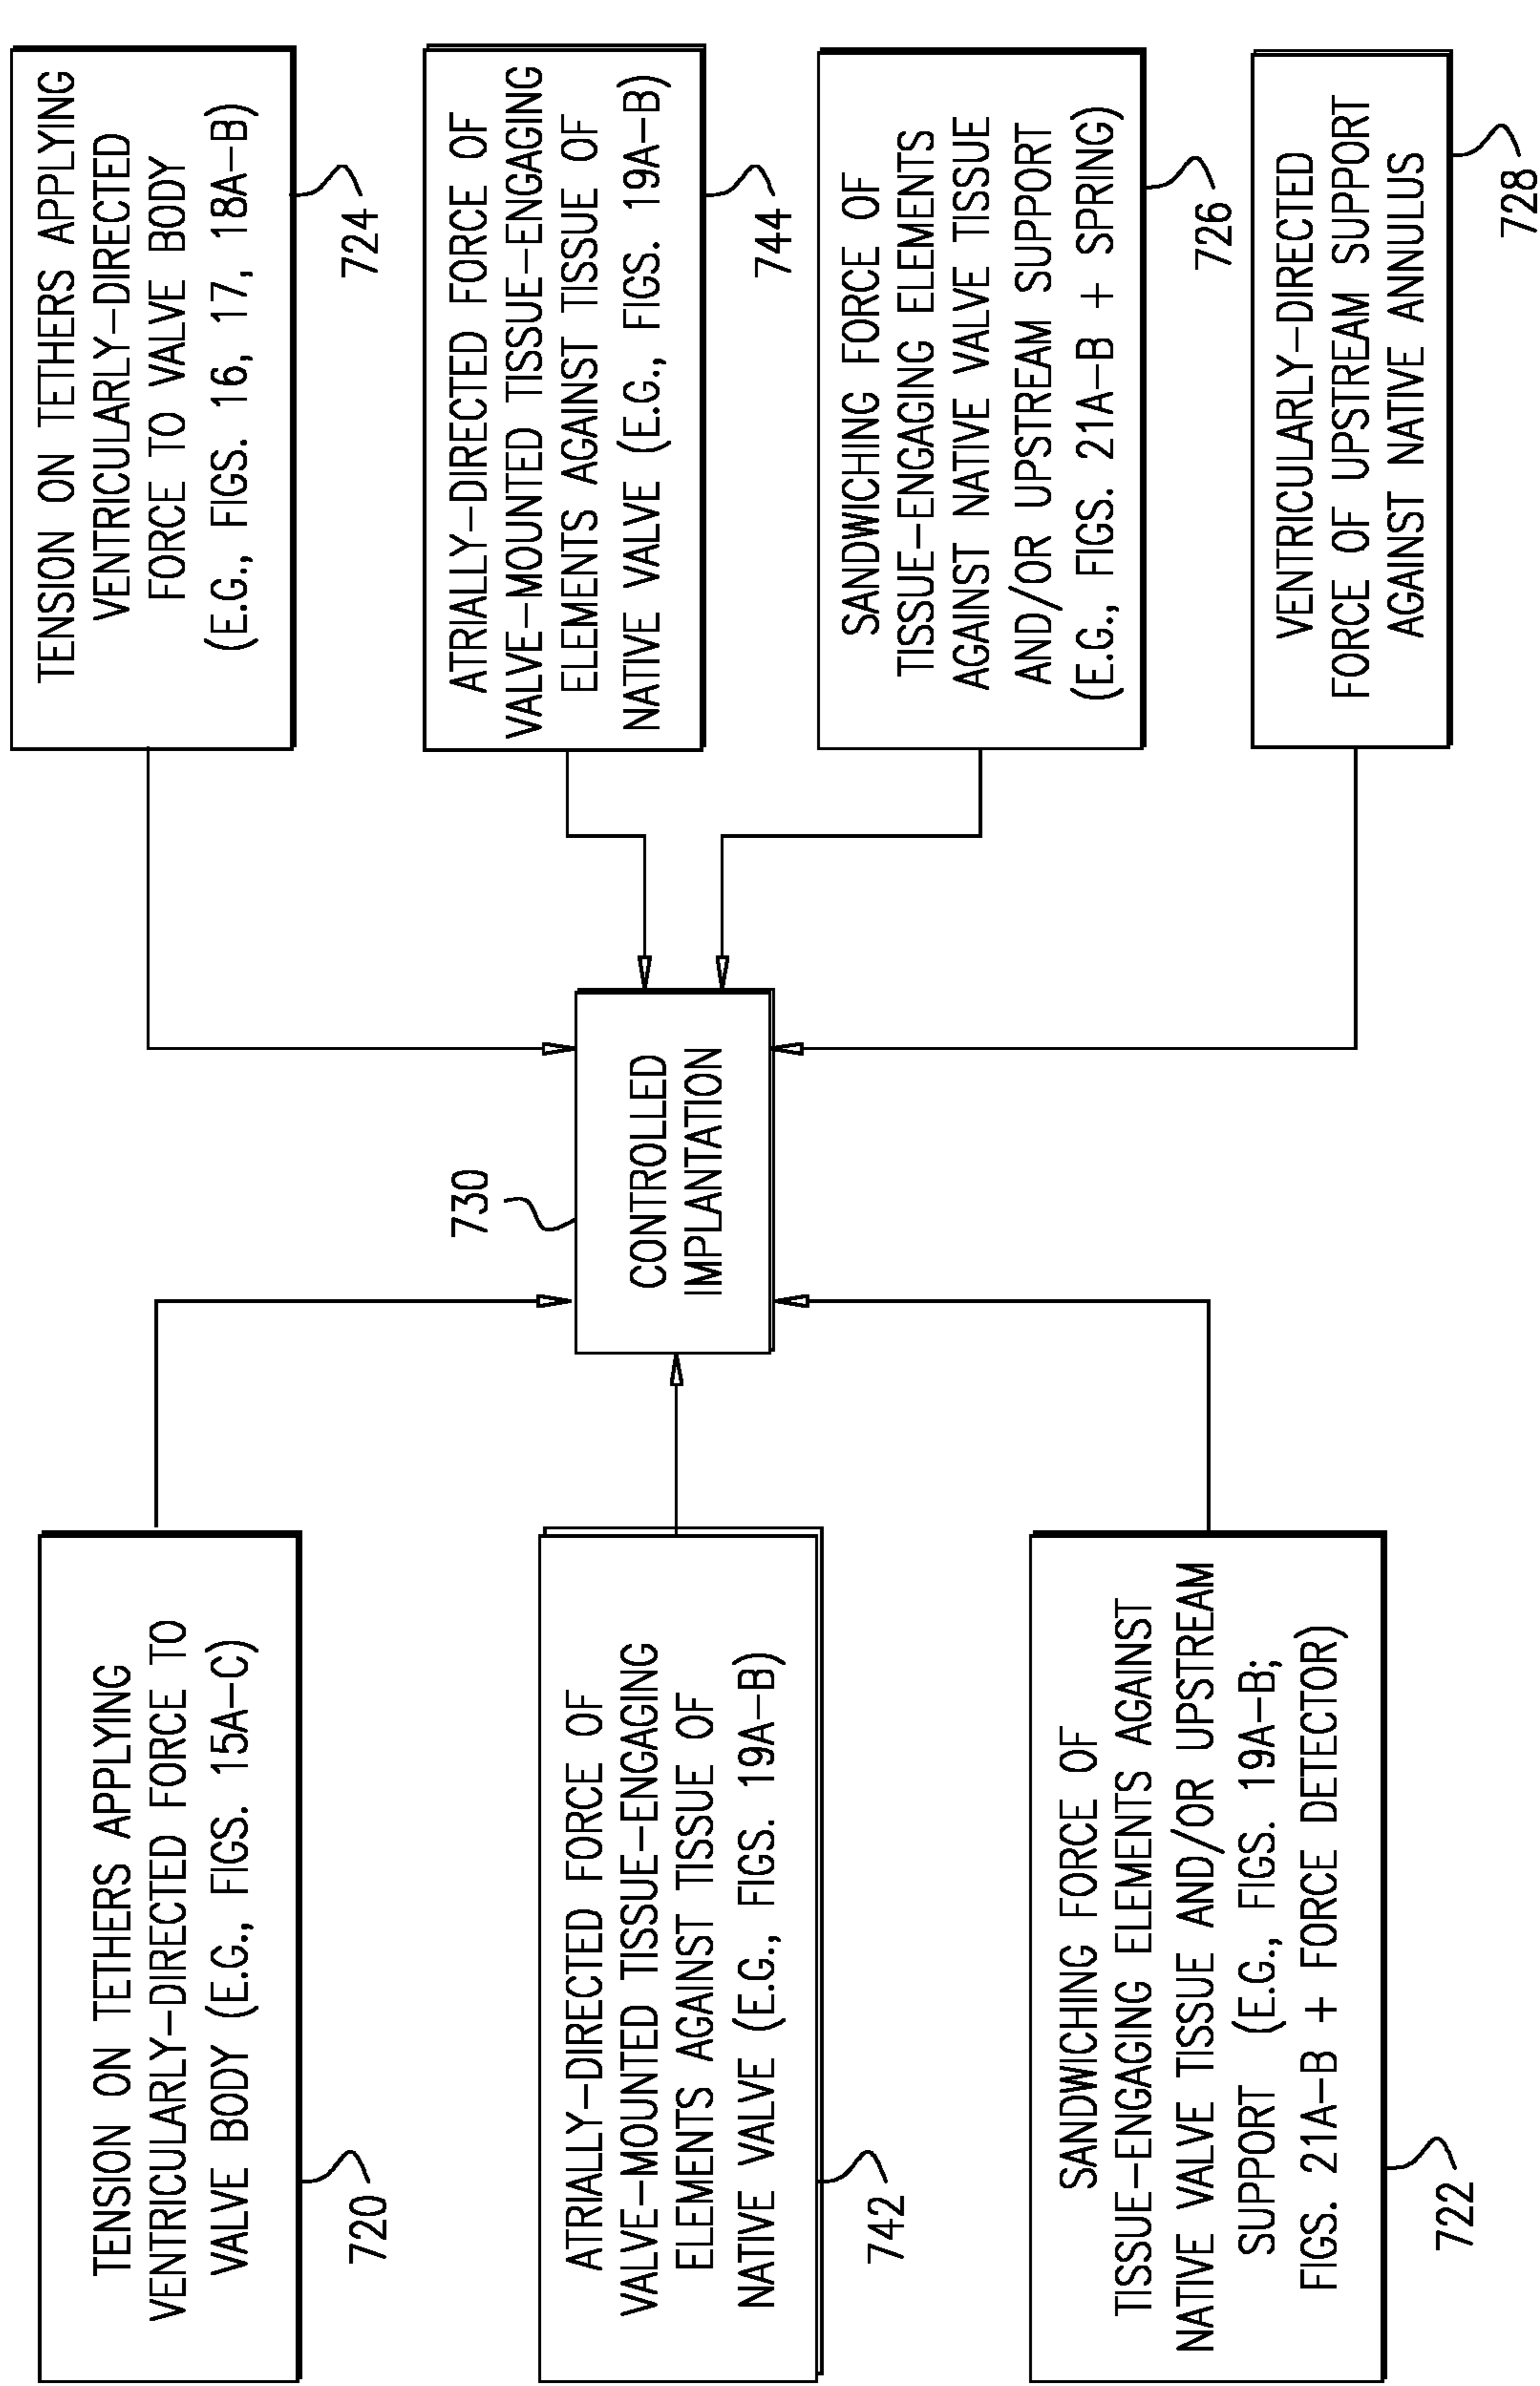 TENSION ON TETHERS APPLYING
VENTRICULARLY-DIRECTED FORCE TO
VALVE BODY (E.G., FIGS. 15A-C)
720
ATRIALLY-DIRECTED FORCE OF
VALVE-MOUNTED TISSUE-ENGAGING
ELEMENTS AGAINST TISSUE OF
NATIVE VALVE (E.G., FIGS. 19A-B)
742
SANDWICHING FORCE OF
TISSUE-ENGAGING ELEMENTS AGAINST
NATIVE VALVE TISSUE AND/OR UPSTREAM
SUPPORT (E.G., FIGS. 19A-B;
FIGS. 21A-B + FORCE DETECTOR)
722
730
CONTROLLED
IMPLANTATION
TENSION ON TETHERS APPLYING
VENTRICULARLY-DIRECTED
FORCE TO VALVE BODY
(E.G., FIGS. 16, 17, 18A-B)
724
ATRIALLY-DIRECTED FORCE OF
VALVE-MOUNTED TISSUE-ENGAGING
ELEMENTS AGAINST TISSUE OF
NATIVE VALVE (E.G., FIGS. 19A-B)
744
SANDWICHING FORCE OF
TISSUE-ENGAGING ELEMENTS
AGAINST NATIVE VALVE TISSUE
AND/OR UPSTREAM SUPPORT
(E.G., FIGS. 21A-B + SPRING)
726
VENTRICULARLY-DIRECTED
FORCE OF UPSTREAM SUPPORT
AGAINST NATIVE ANNULUS
728